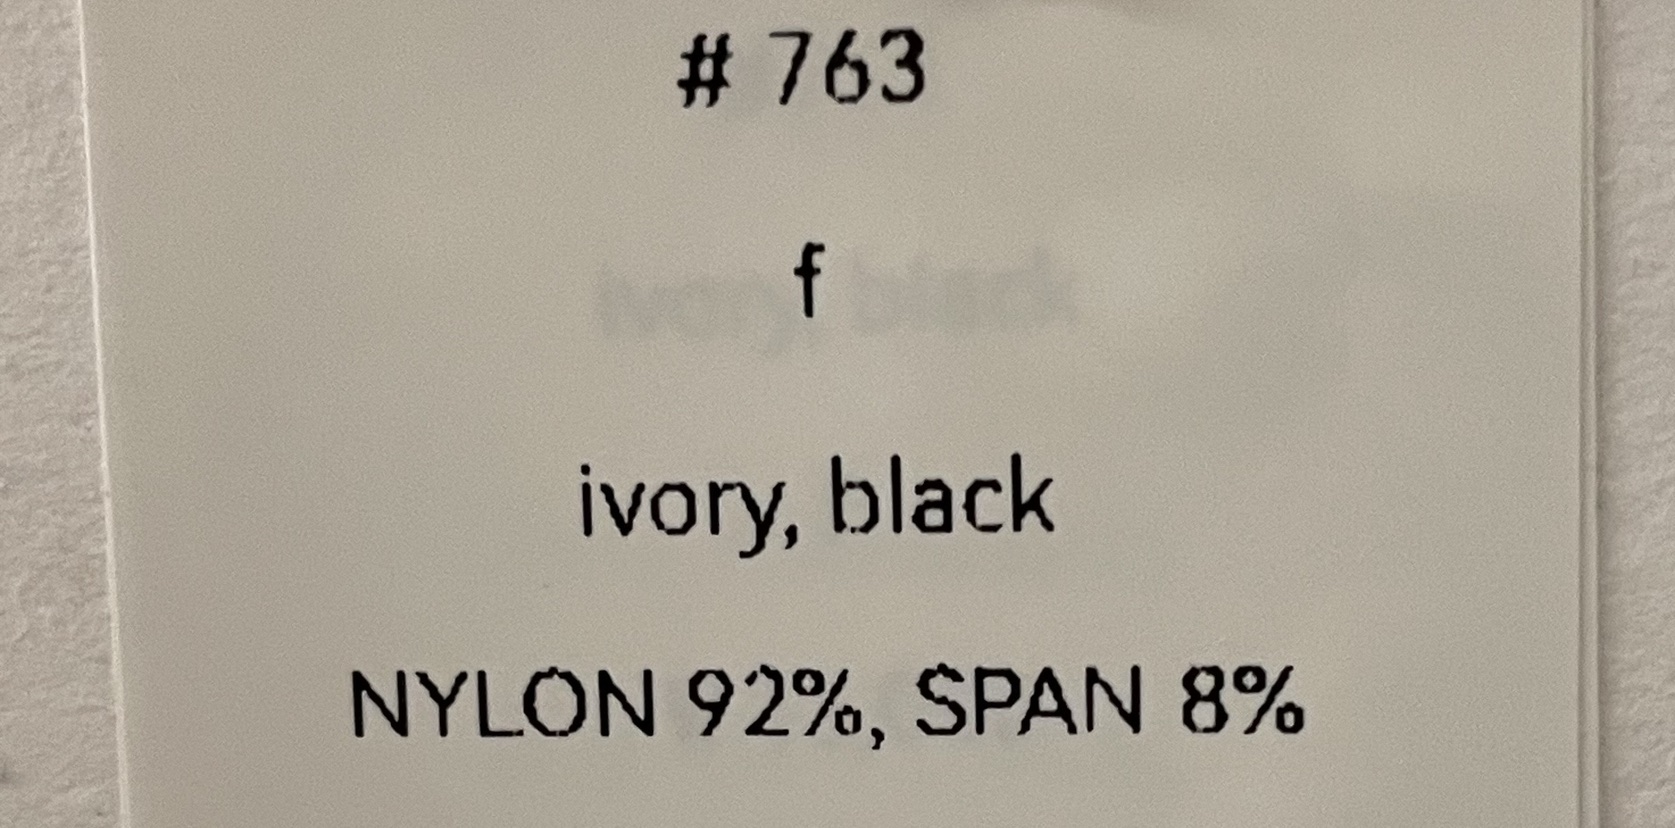 # 763
f
ivory, black
NYLON 92%, SPAN 8%